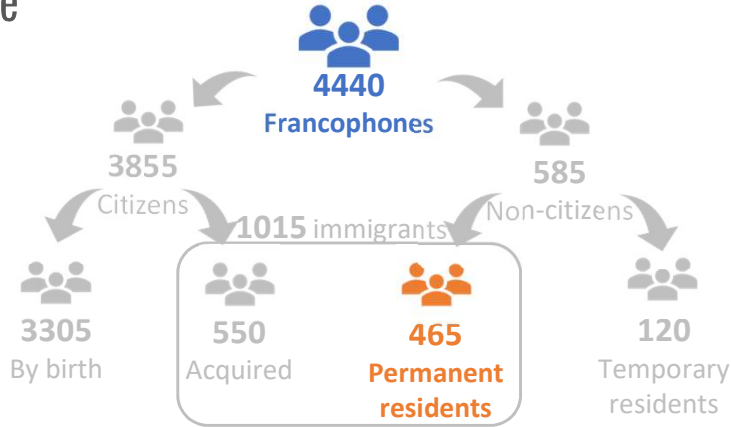 e
4440
Francophones
3855
Citizens
585
Non-citizens
1015 immigrants
3305
By birth
550
Acquired
465
Permanent
residents
120
Temporary
residents